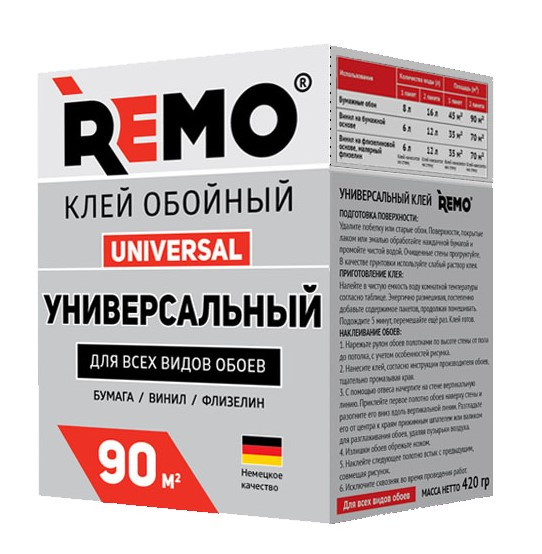 REMO®
КЛЕЙ ОБОЙНЫЙ
UNIVERSAL
УНИВЕРСАЛЬНЫЙ
ДЛЯ ВСЕХ ВИДОВ ОБОЕВ
БУМАГА / ВИНИЛ / ФЛИЗЕЛИН
90 м²
Немецкое
качество
Использование Количество воды (л) Площадь (м²)
1 пакет 2 пакета 1 пакет 2 пакета
Бумажные обои 8 л 16 л 45 м² 90 м²
Винил на бумажной основе 6 л 12 л 35 м² 70 м²
Винил на флизелиновой основе, малярный флизелин 6 л 12 л 35 м² 70 м²
УНИВЕРСАЛЬНЫЙ КЛЕЙ REMO®
ПОДГОТОВКА ПОВЕРХНОСТИ:
Удалите побелку или старые обои. Поверхности, покрытые
лаком или эмалью обработайте наждачной бумагой и
промойте чистой водой. Очищенные стены прогрунтуйте.
В качестве грунтовки используйте слабый раствор клея.
ПРИГОТОВЛЕНИЕ КЛЕЯ:
Налейте в чистую емкость воду комнатной температуры
согласно таблице. Энергично размешивая, постепенно
добавьте содержимое пакетов, продолжая помешивать.
Подождите 5 минут, перемешайте ещё раз. Клей готов.
НАКЛЕИВАНИЕ ОБОЕВ:
1. Нарежьте рулон обоев полотнами по высоте стены от пола
до потолка, с учетом особенностей рисунка.
2. Нанесите клей, согласно инструкция производителя обоев,
тщательно промазывая края.
3. С помощью отвеса начертите на стене вертикальную
линию. Приклейте первое полотно обоев наверху стены и
разогните его вниз вдоль вертикальной линии. Разгладьте
его от центра к краям прижимным шпателем или валиком
для разглаживания обоев, удаляя пузырьки воздуха.
4. Излишки обоев обрежьте ножом.
5. Наклейте следующее полотно встык с предыдущим,
совместив рисунок.
6. Исключите сквозняк во время проведения работ.
Для всех видов обоев МАССА НЕТТО 420 гр